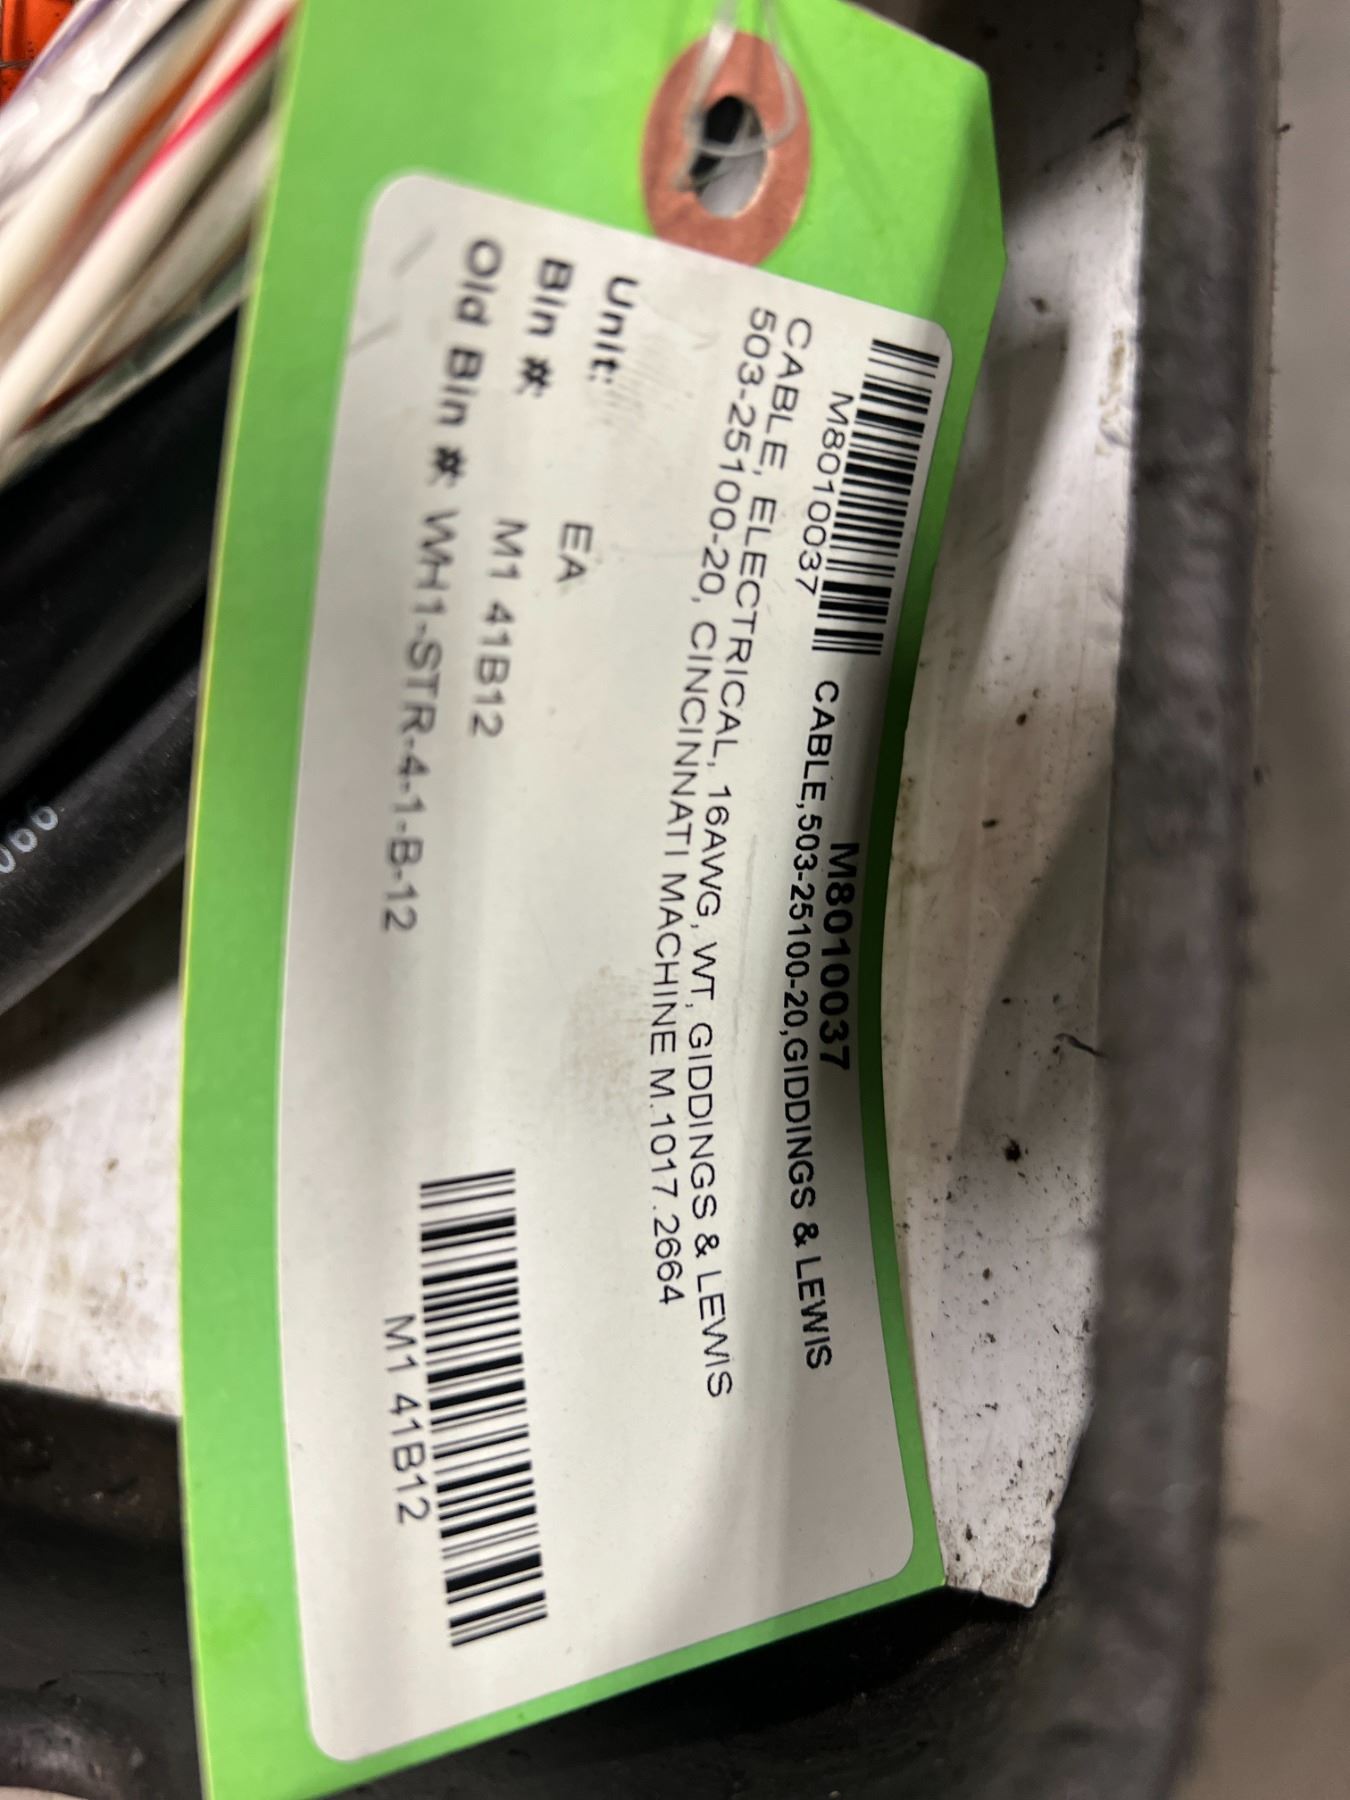 M8010037
M8010037
CABLE,503-25100-20,GIDDINGS & LEWIS
CABLE, ELECTRICAL, 16AWG, WT, GIDDINGS & LEWIS
503-25100-20, CINCINNATI MACHINE M.1017.2664
Unit: EA
Bin #: M1 41B12
Old Bin #: WH1-STR-4-1-B-12
M1 41B12